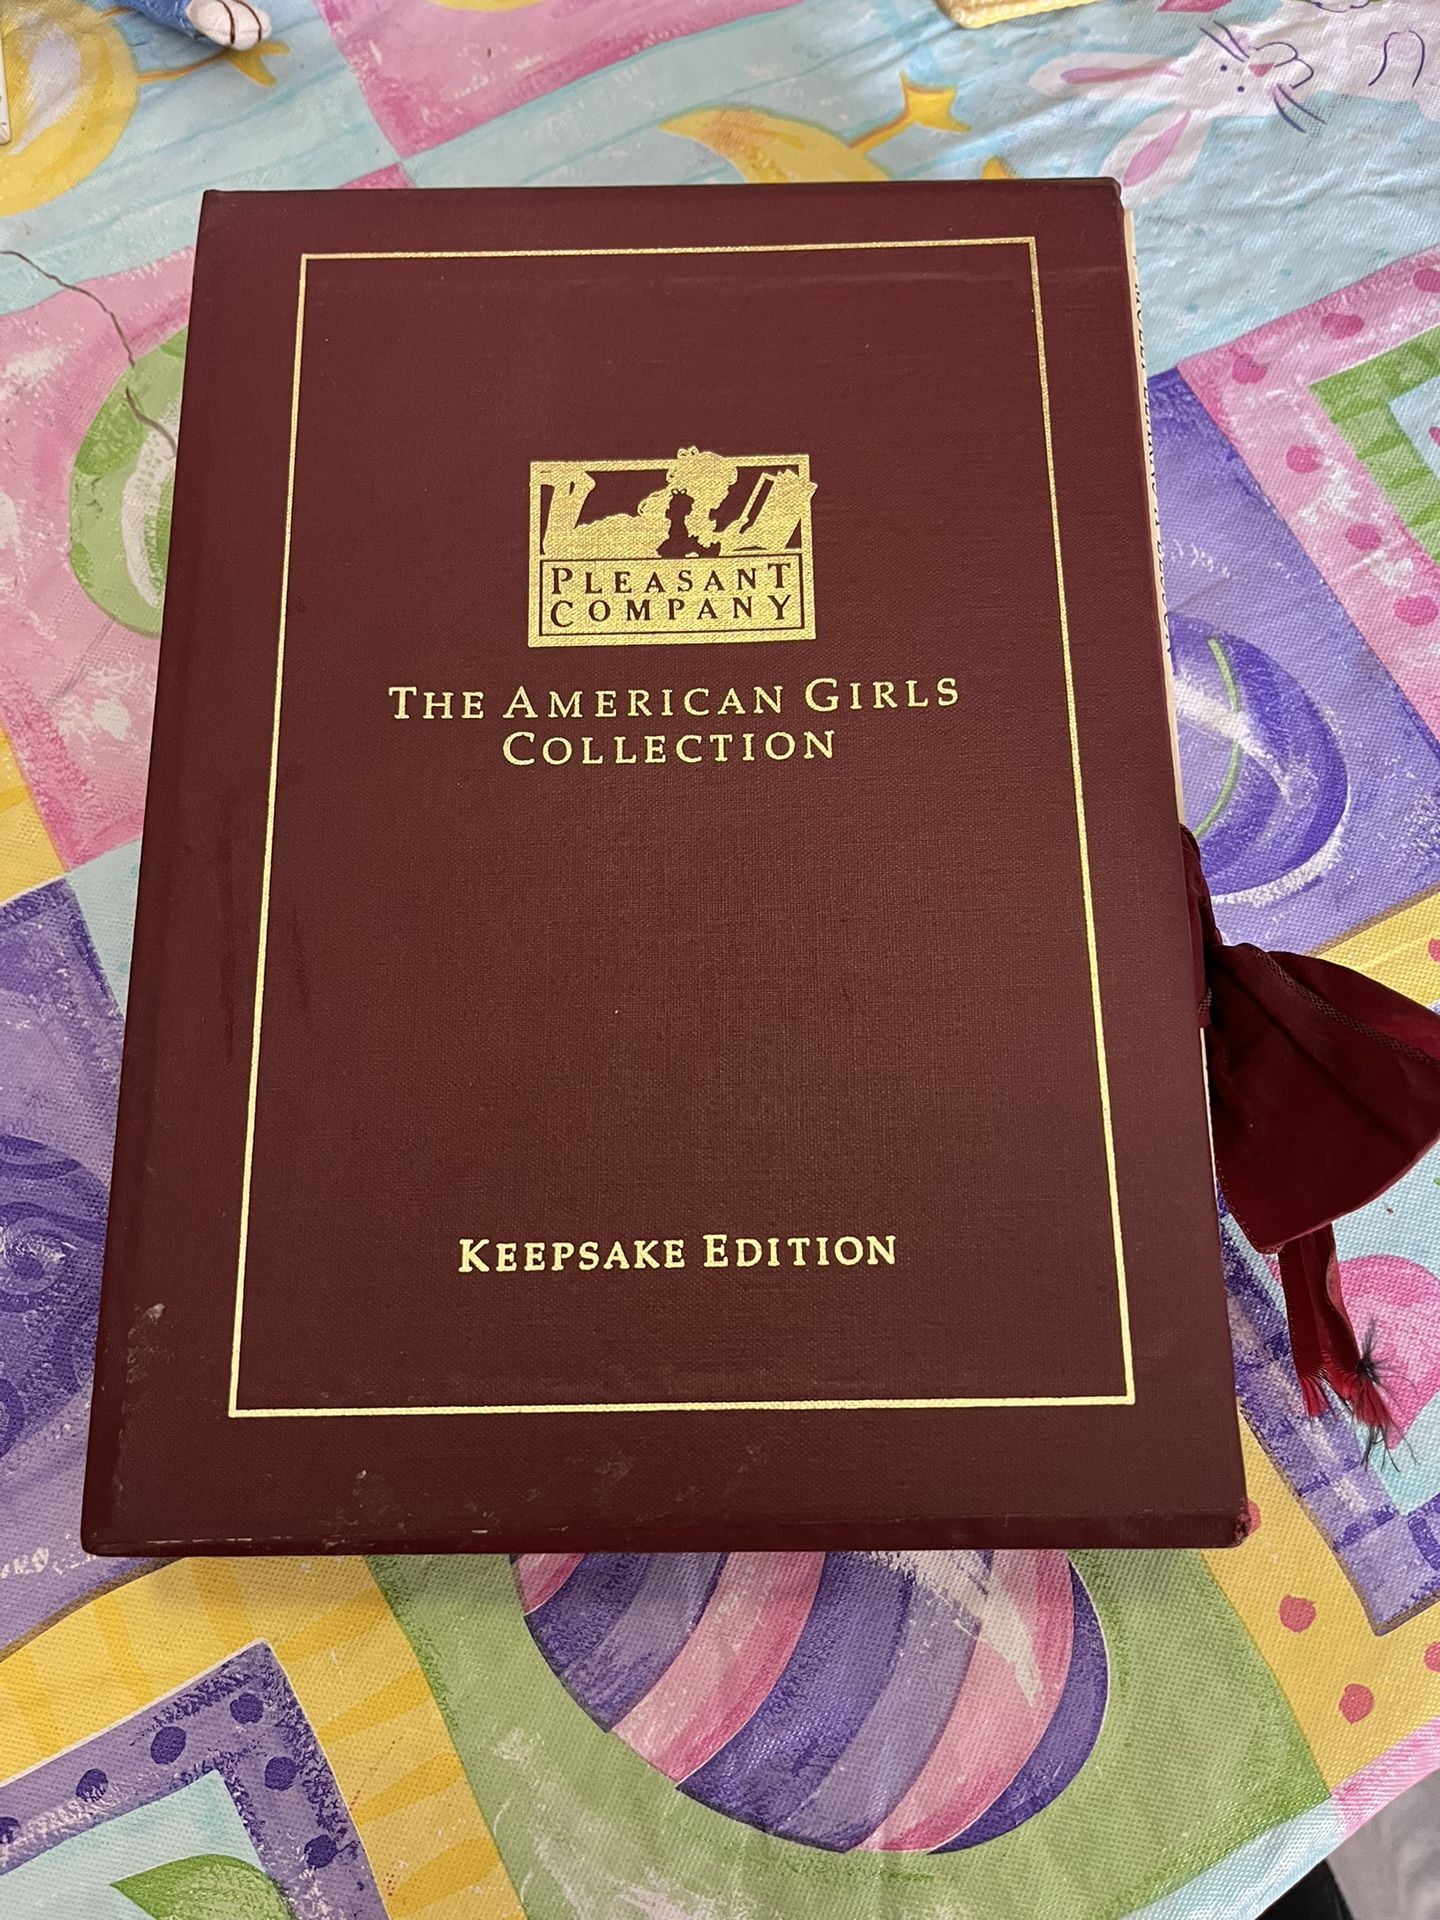 PLEASANT
COMPANY
THE AMERICAN GIRLS
COLLECTION
KEEPSAKE EDITION